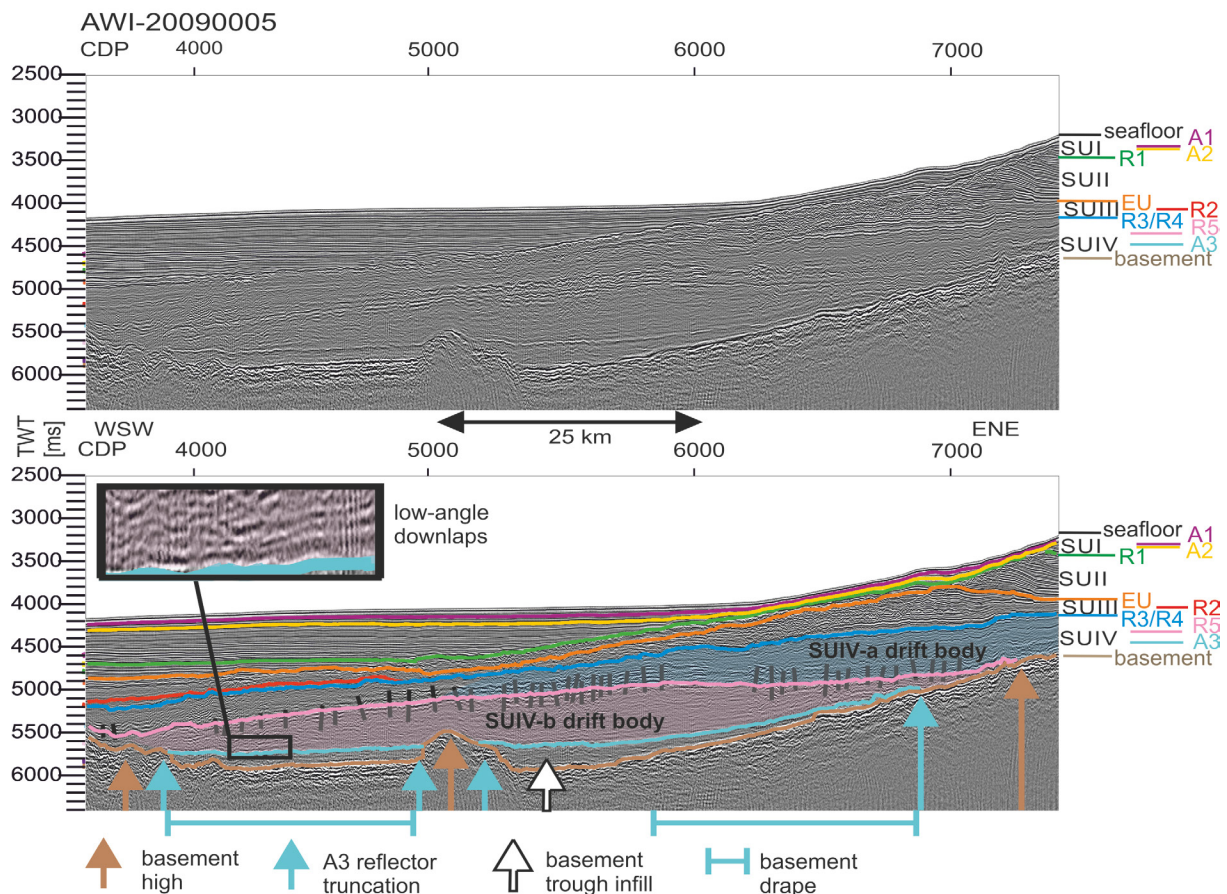 AWI-20090005
CDP 4000 5000 6000 7000
2500
3000
3500
4000
4500
5000
5500
6000
seafloor A1
SUI A2
R1
SUII
EU
SUIII R2
R3/R4
R5
SUIV A3
basement
TWT [ms]
WSW 25 km ENE
CDP 4000 5000 6000 7000
2500
3000
3500
4000
4500
5000
5500
6000
low-angle
downlaps
seafloor A1
SUI A2
R1
SUII
EU
SUIII R2
R3/R4
R5
SUIV A3
basement
SUIV-a drift body
SUIV-b drift body
basement
high
A3 reflector
truncation
basement
trough infill
basement
drape